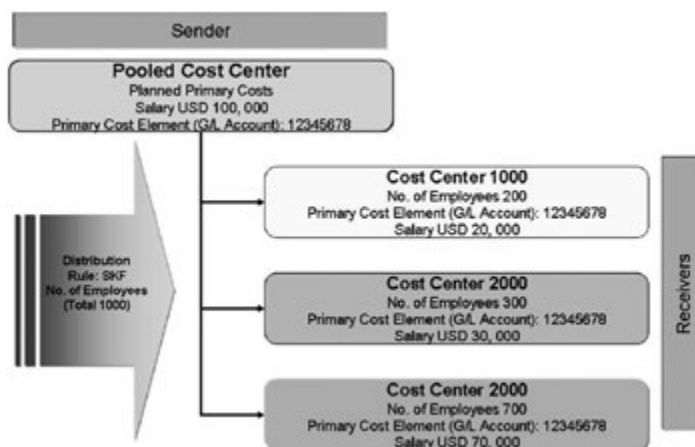 Sender
Pooled Cost Center
Planned Primary Costs
Salary USD 100, 000
Primary Cost Element (G/L Account): 12345678
Cost Center 1000
No. of Employees 200
Primary Cost Element (G/L Account): 12345678
Salary USD 20, 000
Distribution
Rule: SKF
No. of Employees
(Total 1000)
Cost Center 2000
No. of Employees 300
Primary Cost Element (G/L Account): 12345678
Salary USD 30, 000
Cost Center 2000
No. of Employees 700
Primary Cost Element (G/L Account): 12345678
Salary USD 70, 000
Receivers